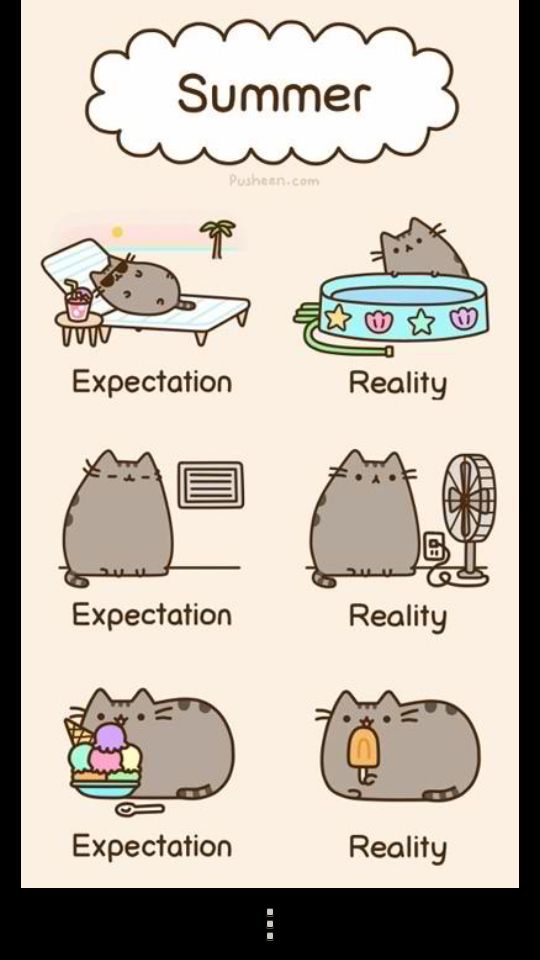 Summer
Pusheen.com
Expectation
Reality
Expectation
Reality
Expectation
Reality